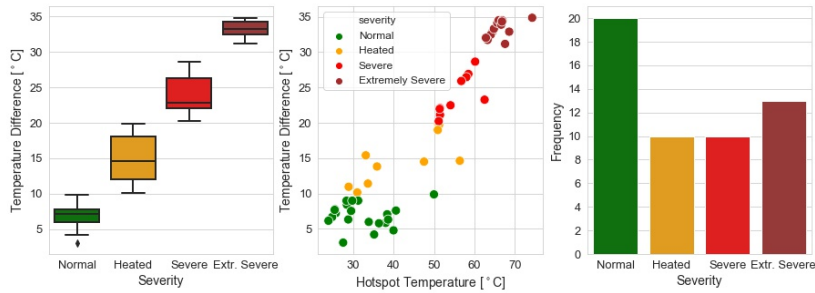 Temperature Difference [°C]
35
30
25
20
15
10
5
Normal
Heated
Severe
Extr. Severe
Severity
Temperature Difference [°C]
35
30
25
20
15
10
5
severity
Normal
Heated
Severe
Extremely Severe
30
40
50
60
70
Hotspot Temperature [°C]
Frequency
20
18
16
14
12
10
8
6
4
2
0
Normal
Heated
Severe
Extr. Severe
Severity